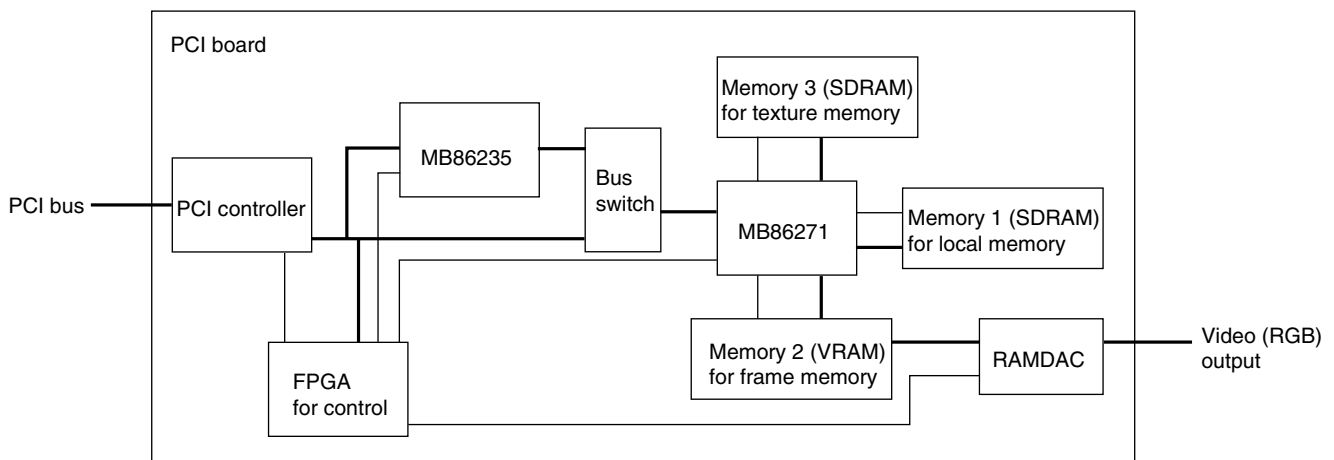 PCI board
Memory 3 (SDRAM)
for texture memory
MB86235
Bus
switch
PCI bus
PCI controller
MB86271
Memory 1 (SDRAM)
for local memory
Memory 2 (VRAM)
for frame memory
RAMDAC
Video (RGB)
output
FPGA
for control